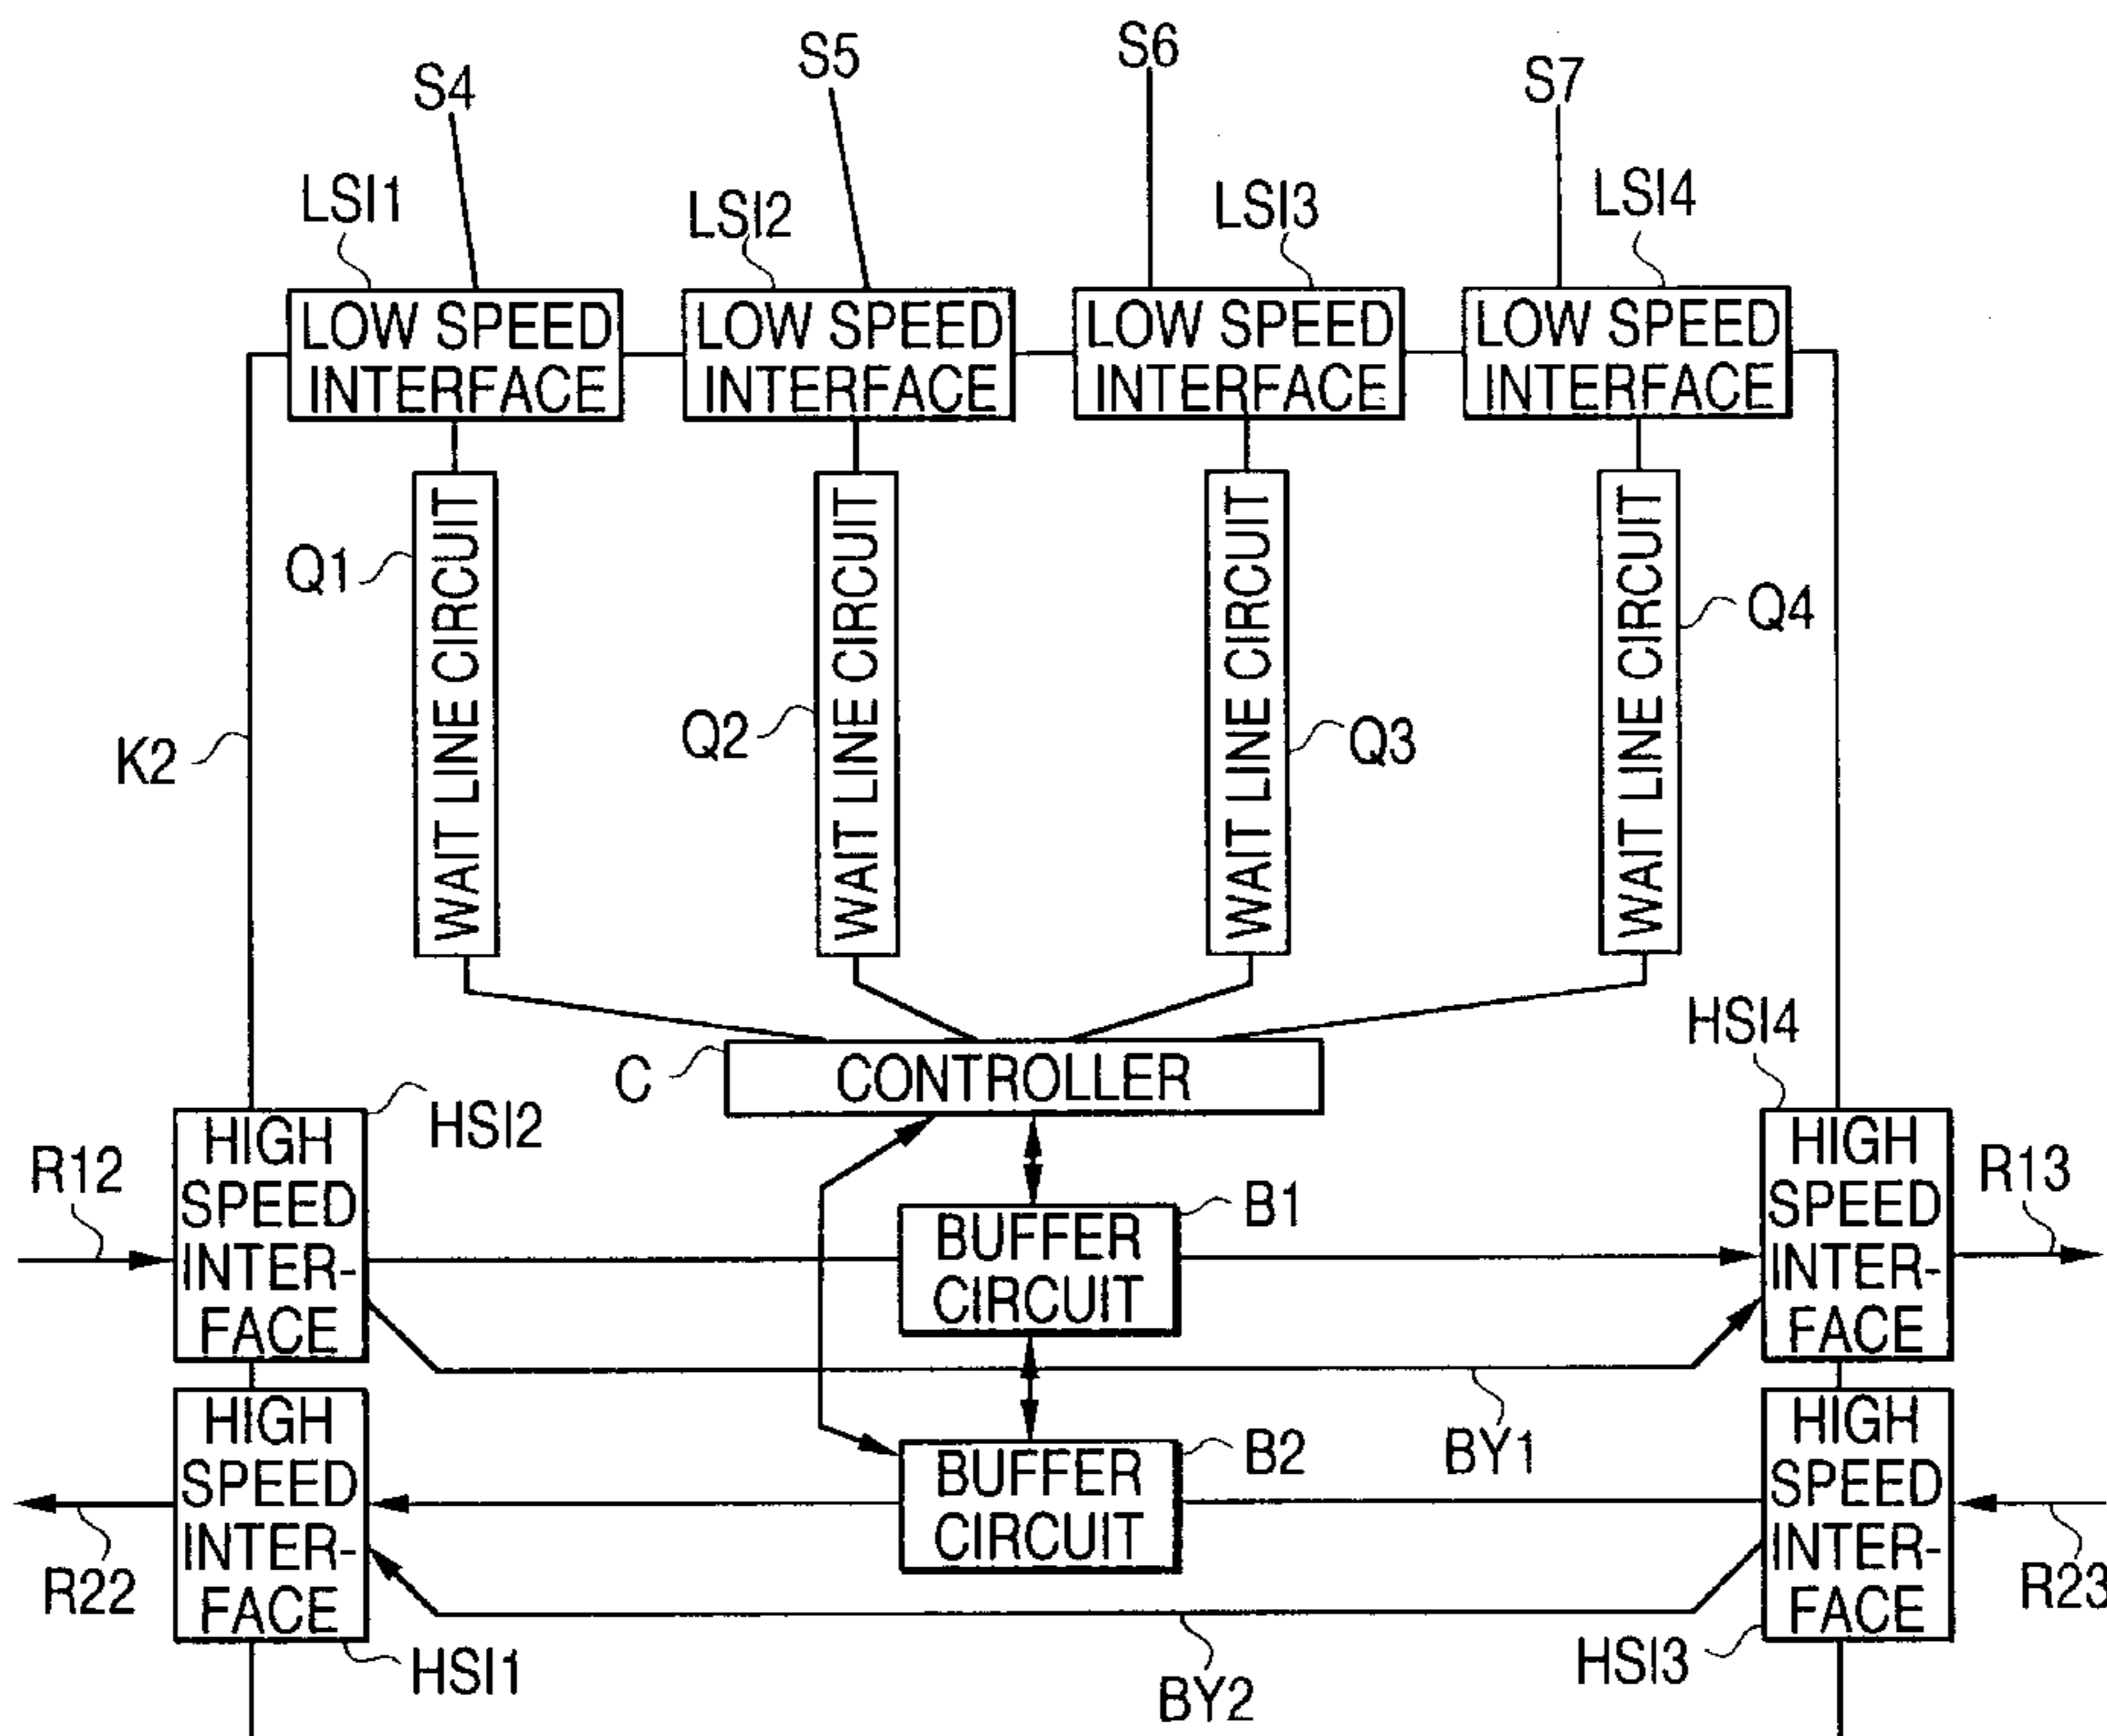 S4
S5
S6
S7
LSI1
LSI2
LSI3
LSI4
LOW SPEED
INTERFACE
LOW SPEED
INTERFACE
LOW SPEED
INTERFACE
LOW SPEED
INTERFACE
Q1
WAIT LINE CIRCUIT
Q2
WAIT LINE CIRCUIT
WAIT LINE CIRCUIT
Q3
WAIT LINE CIRCUIT
Q4
K2
C
CONTROLLER
HSI2
HSI4
R12
HIGH
SPEED
INTER-
FACE
B1
BUFFER
CIRCUIT
HIGH
SPEED
INTER-
FACE
R13
BY1
HIGH
SPEED
INTER-
FACE
R22
HSI1
B2
BUFFER
CIRCUIT
BY2
HIGH
SPEED
INTER-
FACE
R23
HSI3